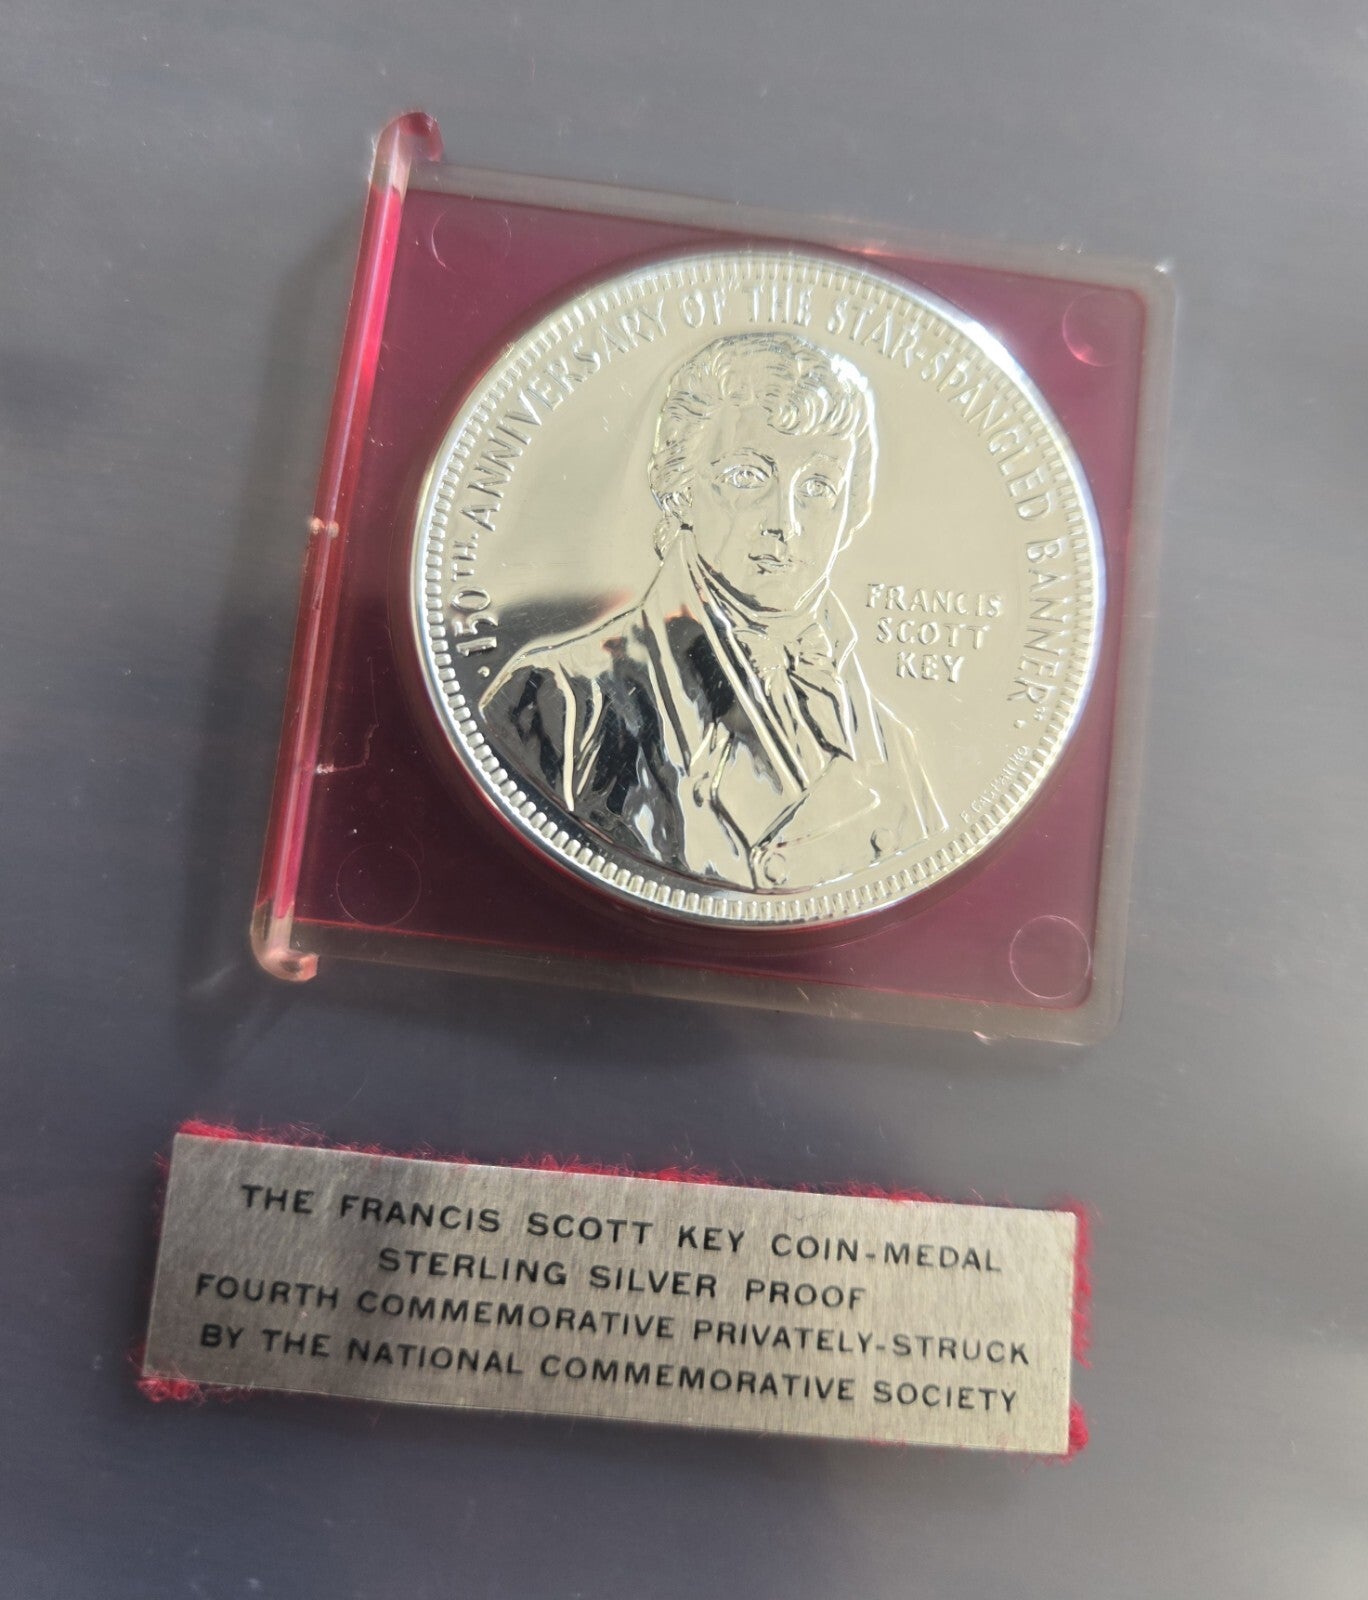 · 150TH ANNIVERSARY OF THE STAR-SPANGLED BANNER" ·
FRANCIS
SCOTT
KEY
THE FRANCIS SCOTT KEY COIN-MEDAL
STERLING SILVER PROOF
FOURTH COMMEMORATIVE PRIVATELY-STRUCK
BY THE NATIONAL COMMEMORATIVE SOCIETY